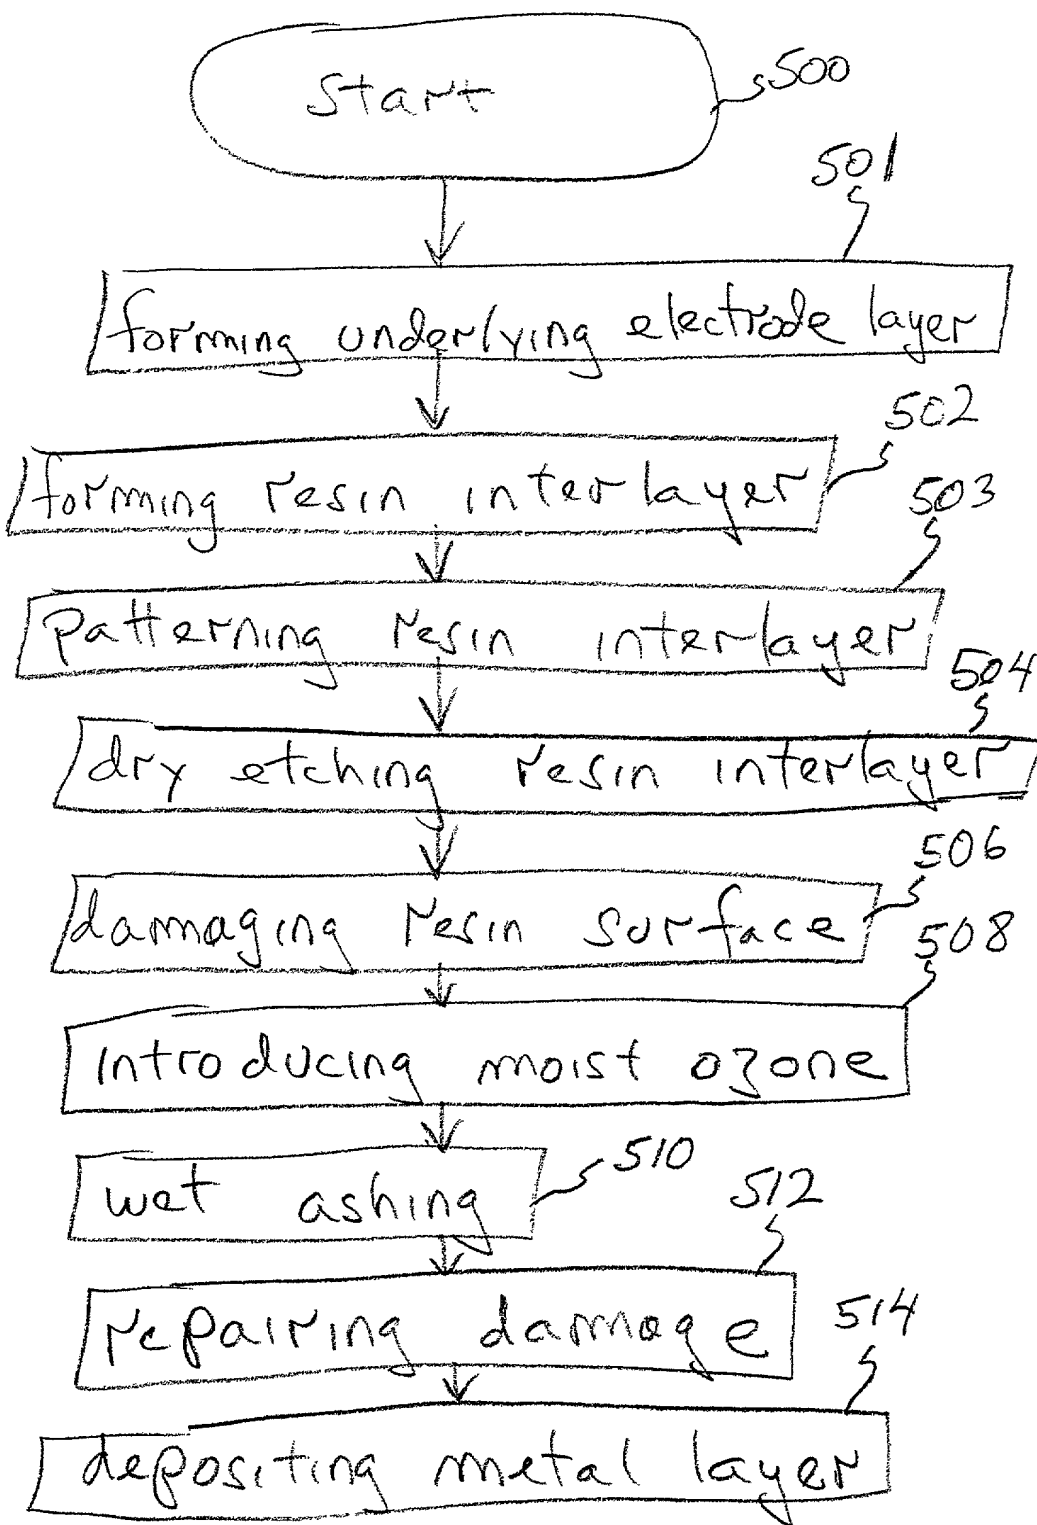 start
500
501
forming underlying electrode layer
502
forming resin interlayer
503
patterning resin interlayer
504
dry etching resin interlayer
506
damaging resin surface
508
introducing moist ozone
510
wet ashing
512
repairing damage
514
depositing metal layer